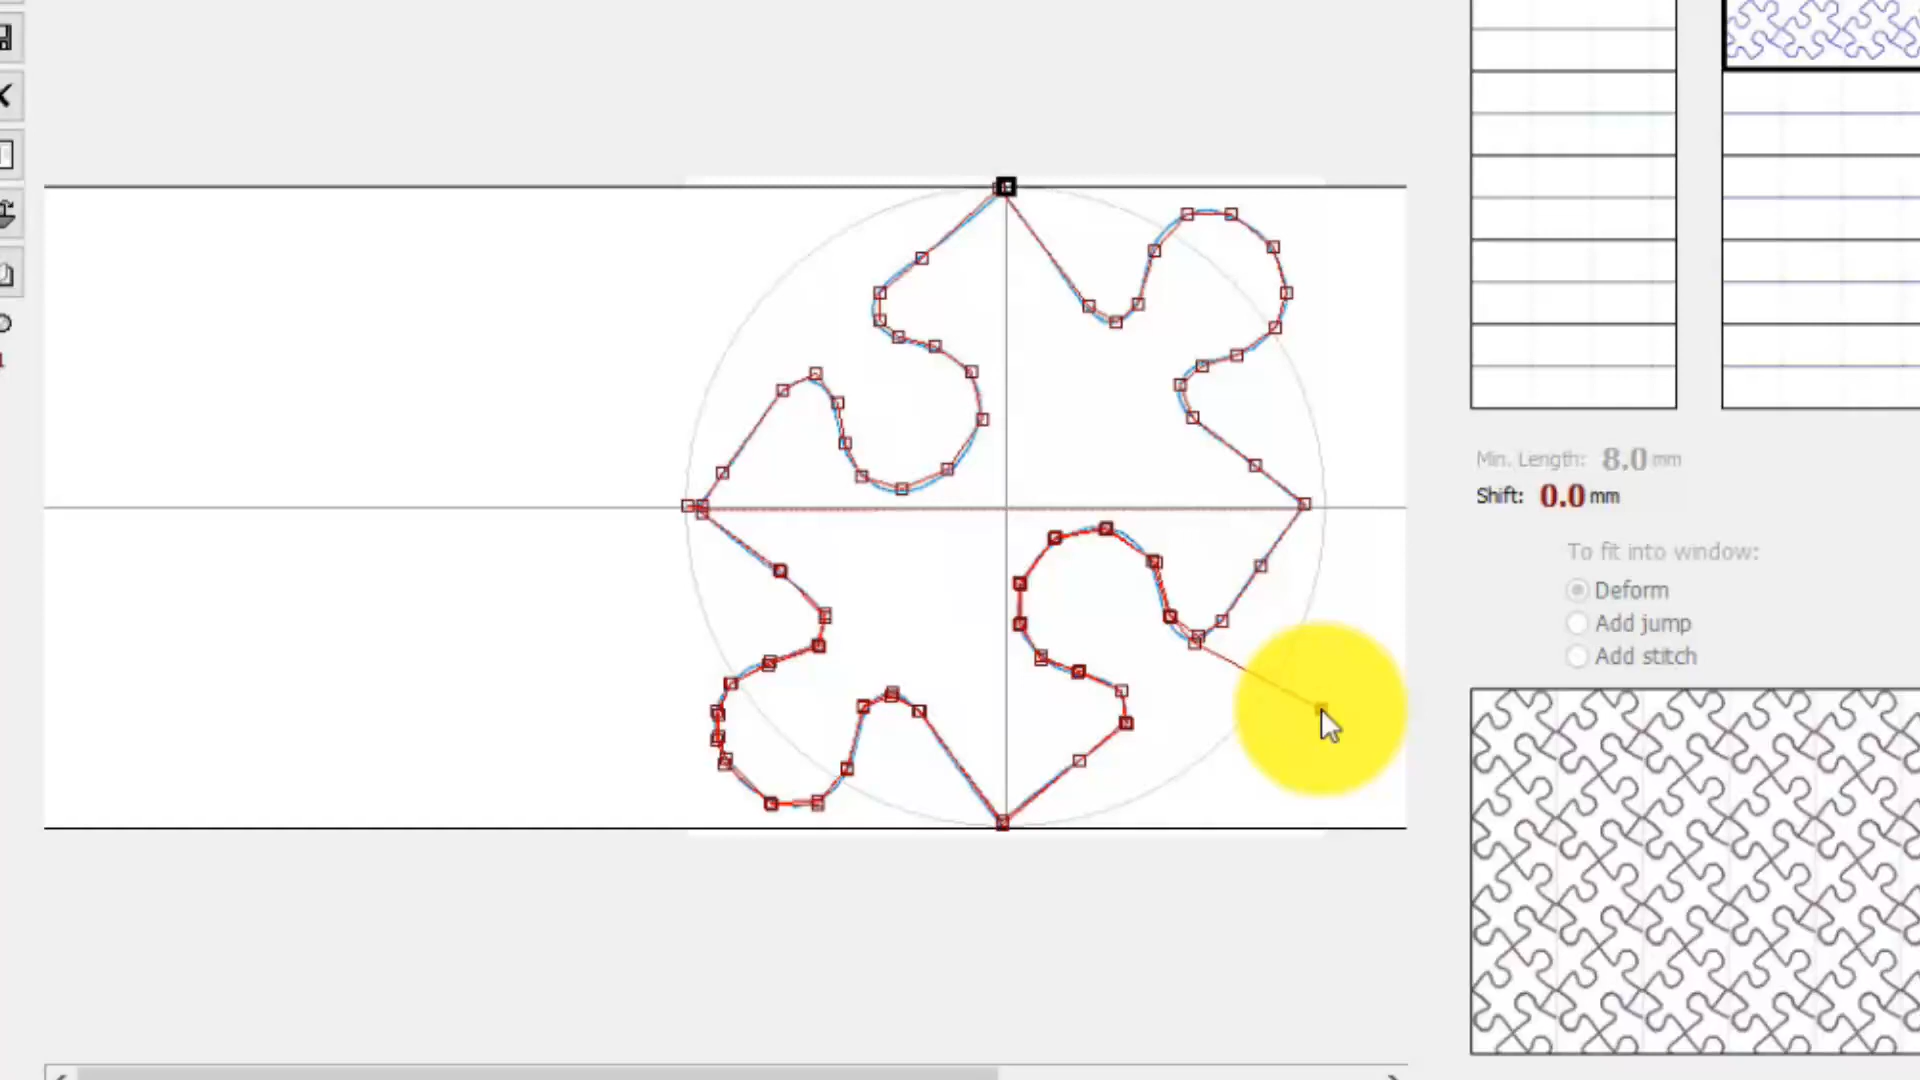 Min. Length: 8.0 mm
Shift: 0.0 mm
To fit into window:
Deform
Add jump
Add stitch